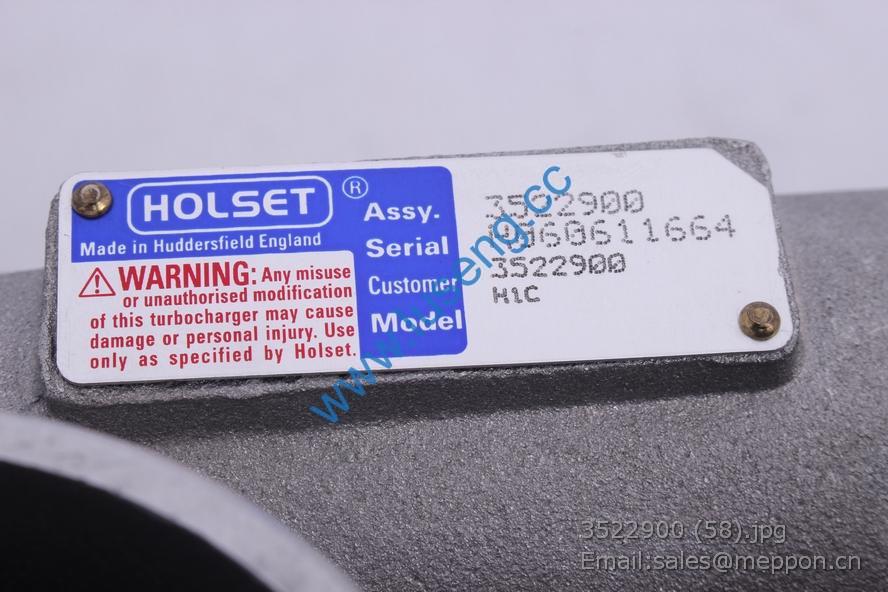 HOLSET ®
Made in Huddersfield England
WARNING: Any misuse
or unauthorised modification
of this turbocharger may cause
damage or personal injury. Use
only as specified by Holset.
Assy. 3522900
Serial
Customer 3522900
Model H1C
3522900 (58).jpg
Email:sales@meppon.cn